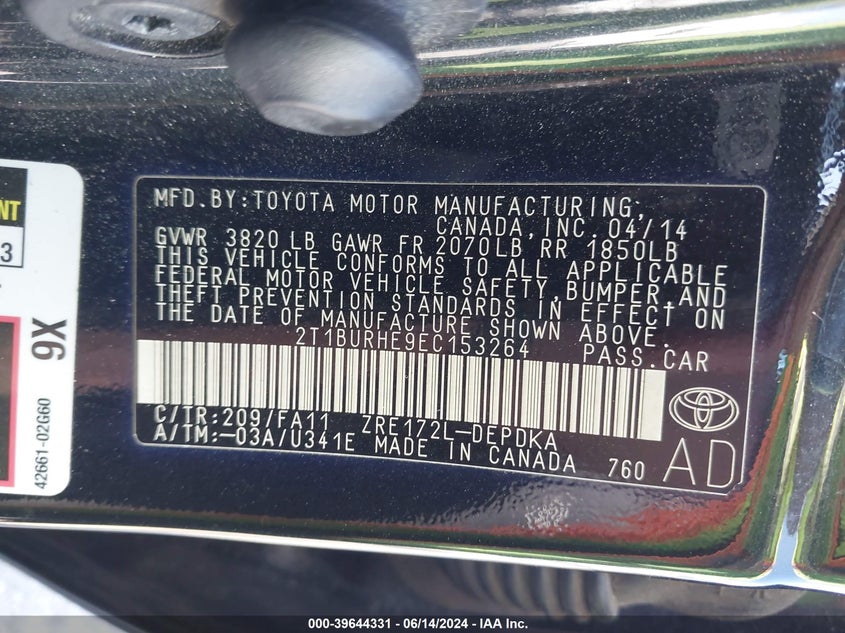 MFD.BY:TOYOTA MOTOR MANUFACTURING,
CANADA, INC. 04/14
GVWR 3820 LB GAWR FR 2070LB RR 1850LB
THIS VEHICLE CONFORMS TO ALL APPLICABLE
FEDERAL MOTOR VEHICLE SAFETY,BUMPER,AND
THEFT PREVENTION STANDARDS IN EFFECT ON
THE DATE OF MANUFACTURE SHOWN ABOVE.
2T1BURHE9EC153264 PASS.CAR
C/TR:209/FA11 ZRE172L-DEPDKA
A/TM:-03A/U341E MADE IN CANADA 760
AD
NT
3
9X
42661-02G60
000-39644331 - 06/14/2024 - IAA Inc.